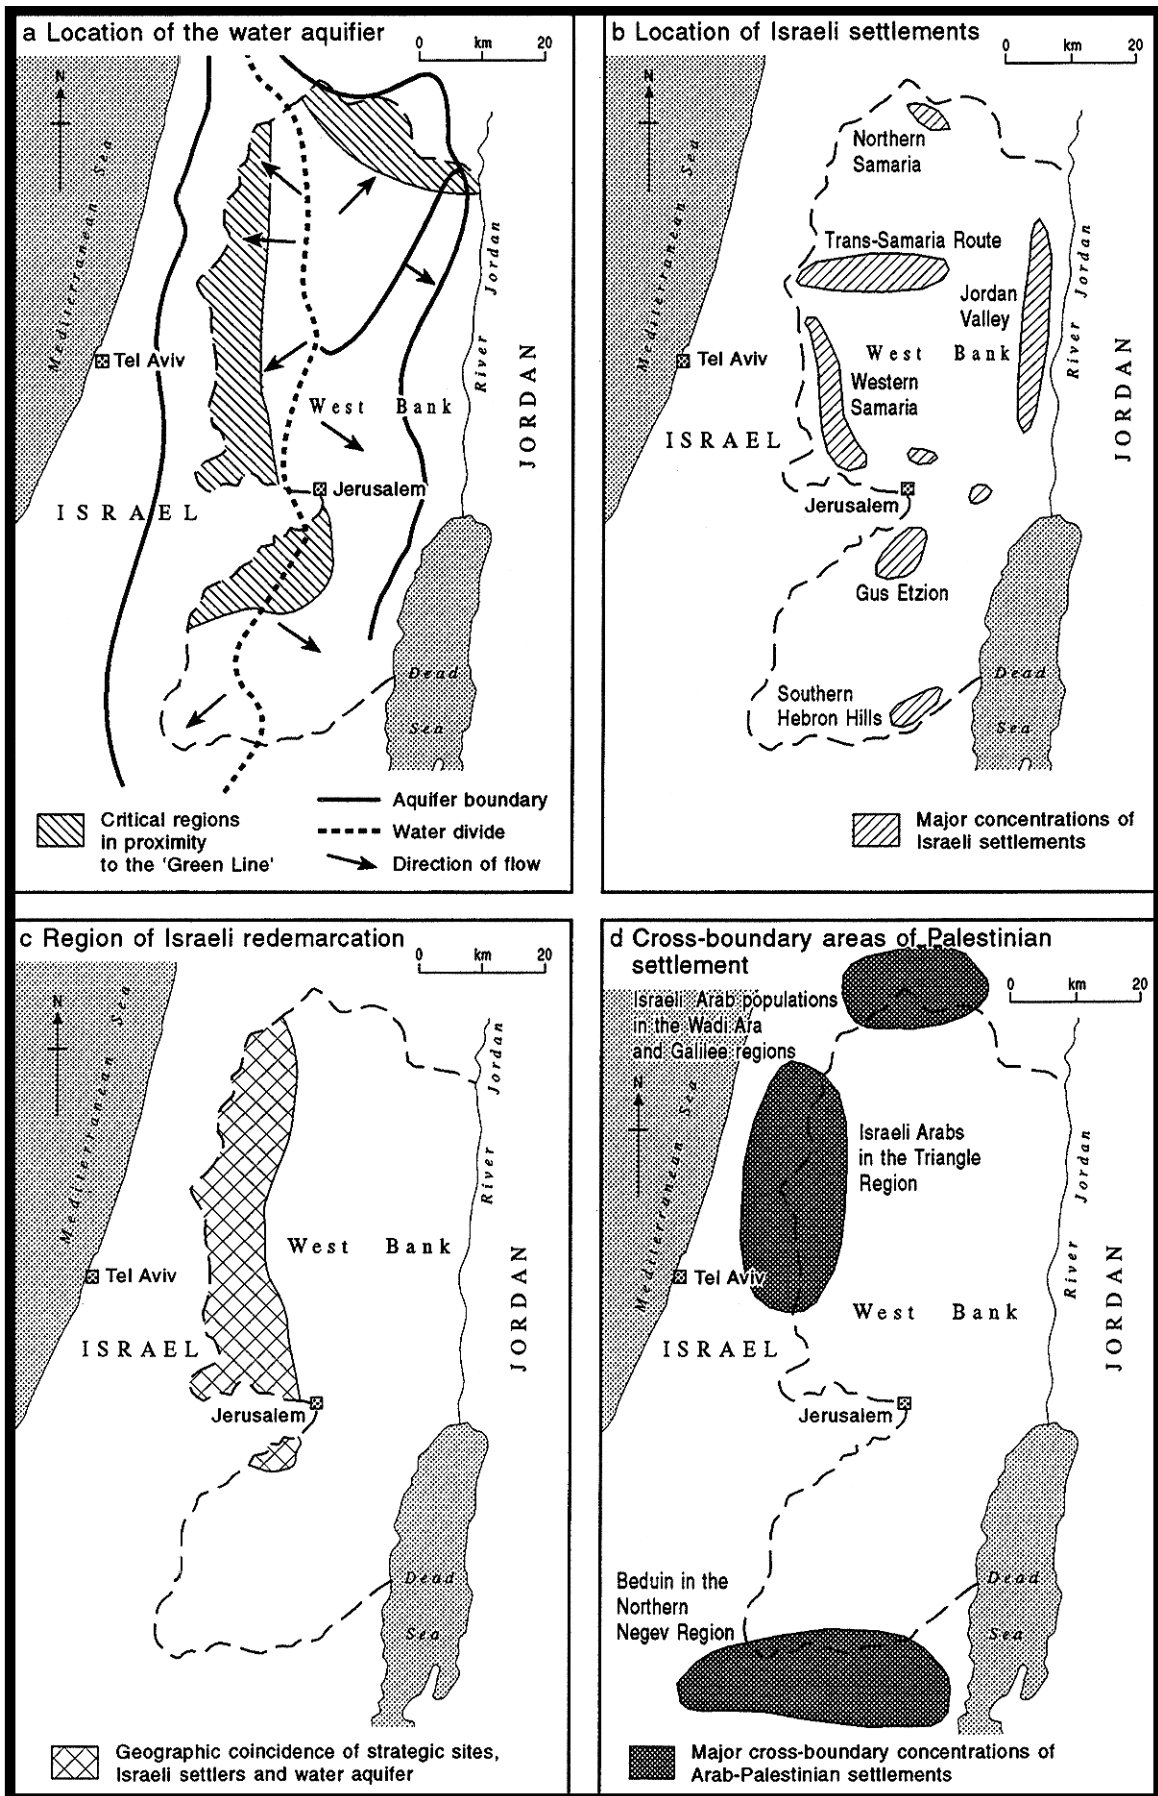 a Location of the water aquifier
0 km 20
N
Mediterranean Sea
River Jordan
Tel Aviv
West Bank
JORDAN
Jerusalem
ISRAEL
Dead
Sea
Critical regions
in proximity
to the 'Green Line'
Aquifer boundary
Water divide
Direction of flow
b Location of Israeli settlements
0 km 20
N
Mediterranean Sea
Northern
Samaria
Trans-Samaria Route
Jordan
Valley
River Jordan
Tel Aviv
West Bank
Western
Samaria
JORDAN
ISRAEL
Jerusalem
Gus Etzion
Southern
Hebron Hills
Dead
Sea
Major concentrations of
Israeli settlements
c Region of Israeli redemarcation
0 km 20
N
Mediterranean Sea
River Jordan
West Bank
Tel Aviv
JORDAN
ISRAEL
Jerusalem
Dead
Sea
Geographic coincidence of strategic sites,
Israeli settlers and water aquifer
d Cross-boundary areas of Palestinian
settlement
0 km 20
Israeli Arab populations
in the Wadi Ara
and Galilee regions
N
Mediterranean Sea
Israeli Arabs
in the Triangle
Region
River Jordan
Tel Aviv
West Bank
JORDAN
ISRAEL
Jerusalem
Beduin in the
Northern
Negev Region
Dead
Sea
Major cross-boundary concentrations of
Arab-Palestinian settlements